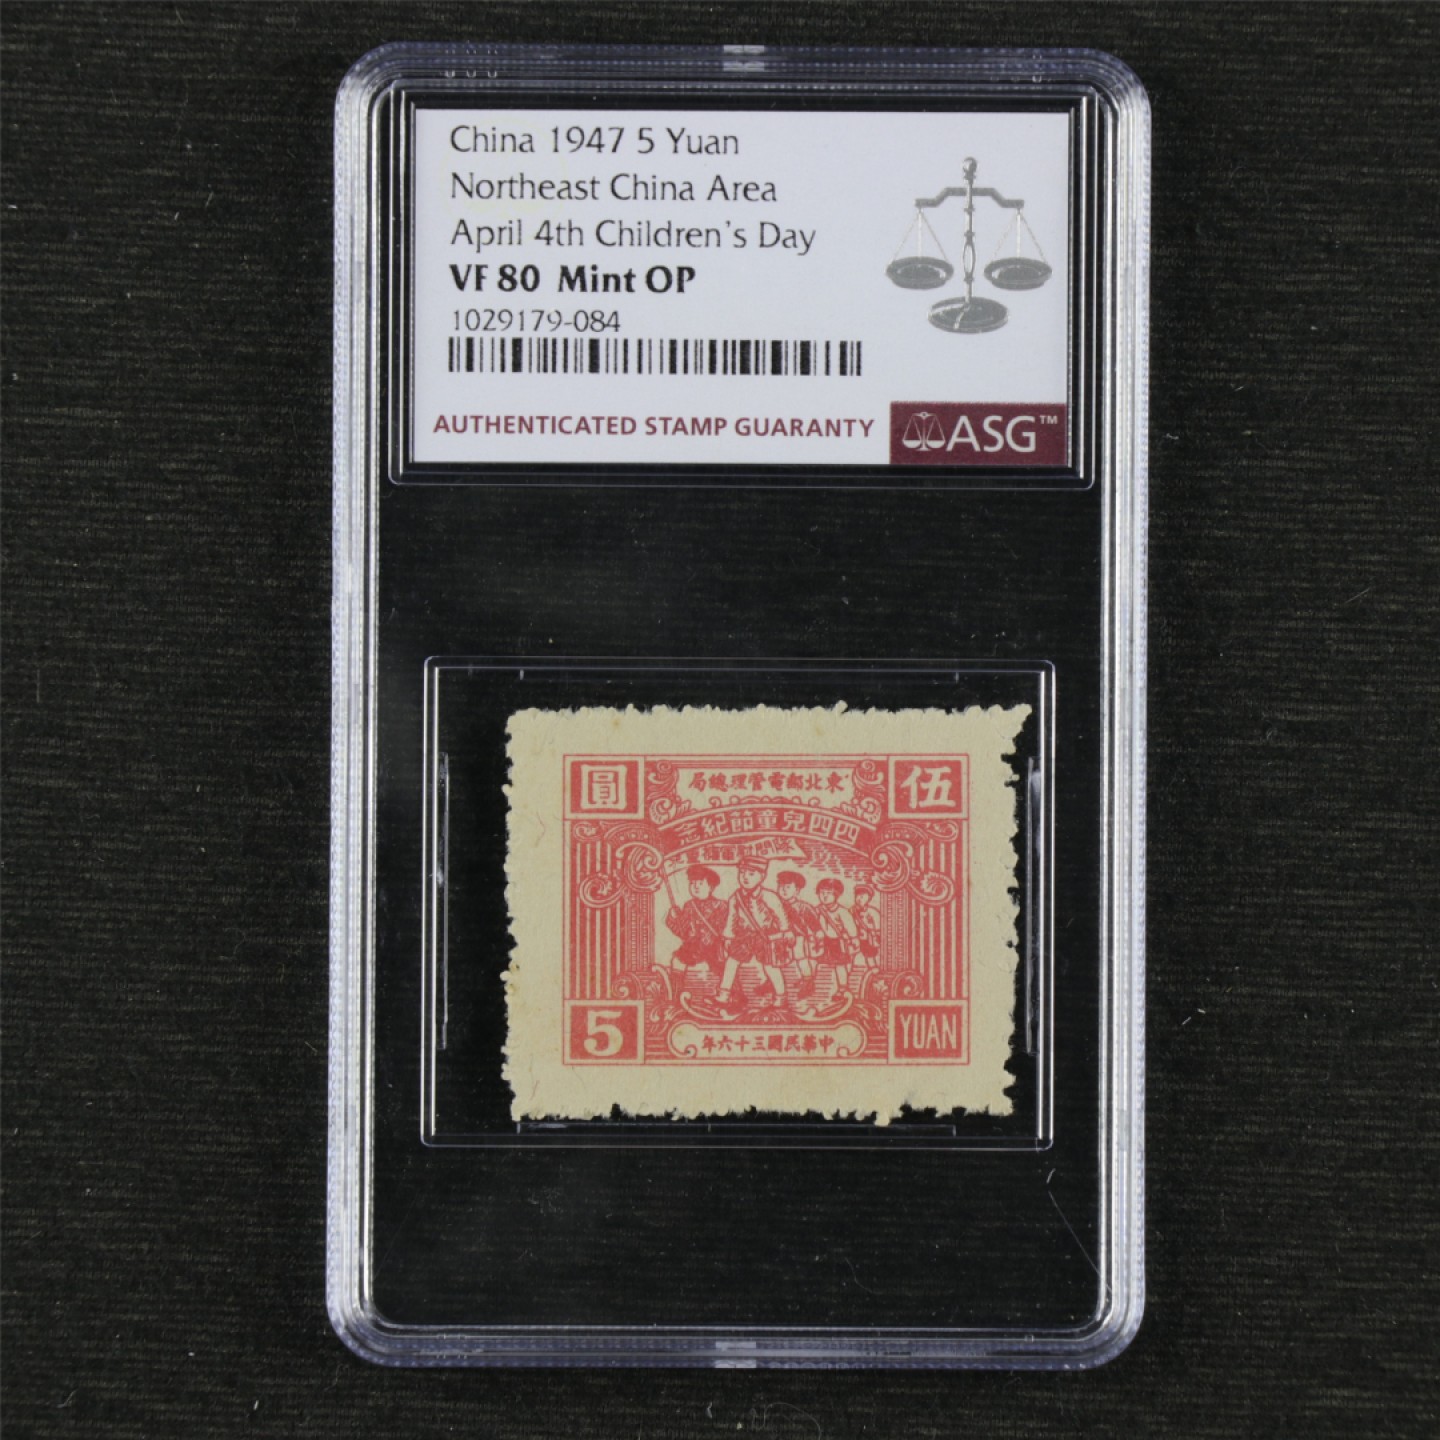 China 1947 5 Yuan
Northeast China Area
April 4th Children's Day
VF 80 Mint OP
1029179-084
AUTHENTICATED STAMP GUARANTY
ASG™
圓
局總理管電郵北東
伍
念紀節童兒四四
5
年六十三國民華中
YUAN